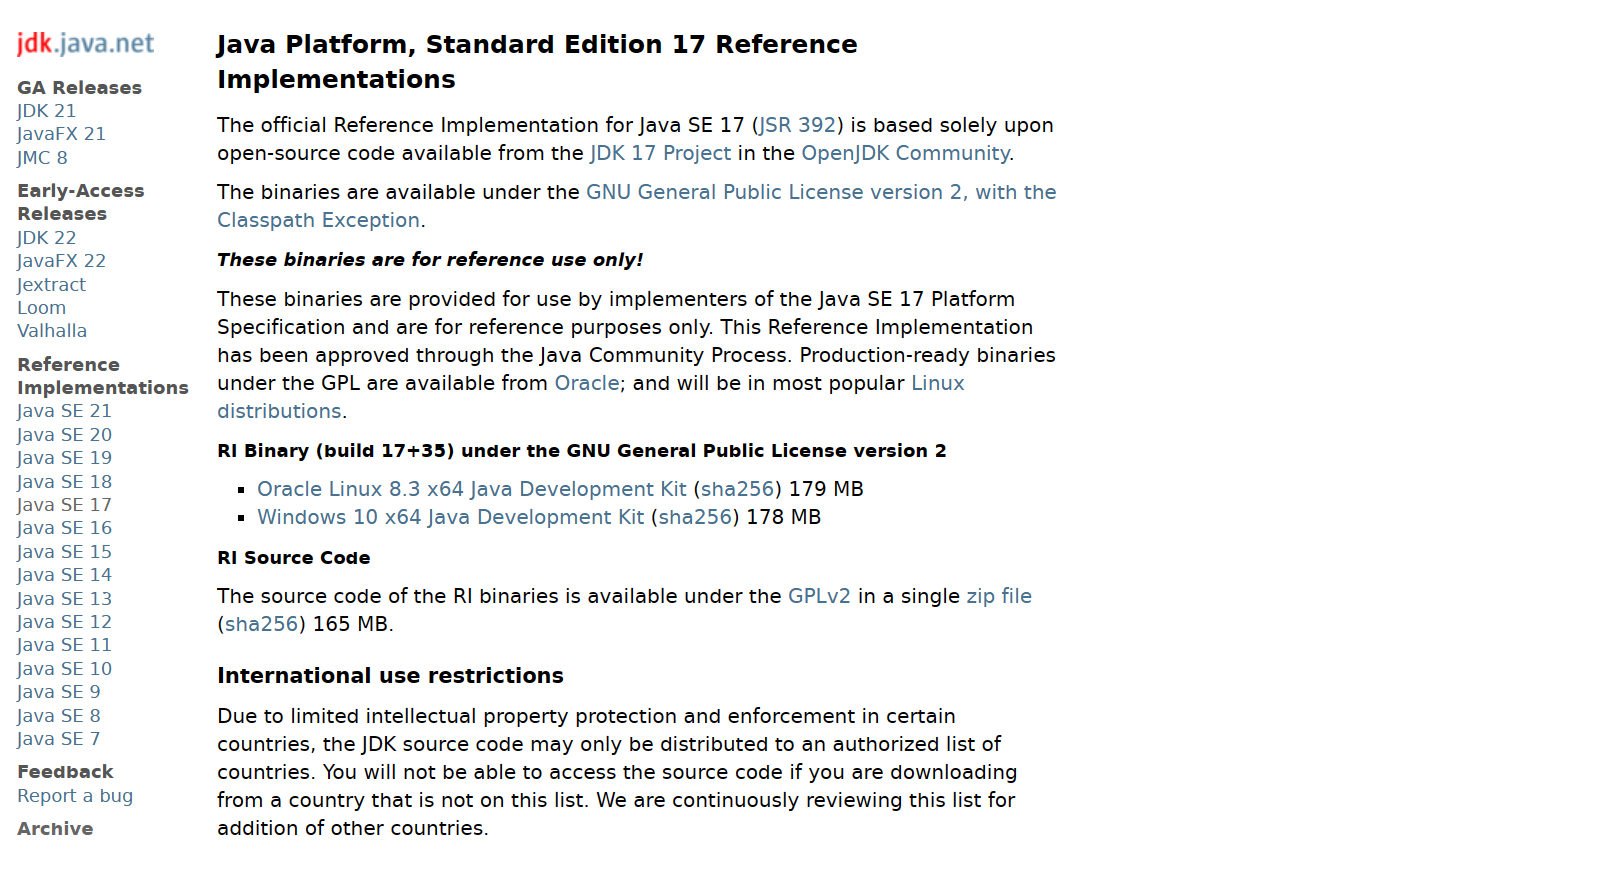 jdk.java.net
GA Releases
JDK 21
JavaFX 21
JMC 8
Early-Access
Releases
JDK 22
JavaFX 22
Jextract
Loom
Valhalla
Reference
Implementations
Java SE 21
Java SE 20
Java SE 19
Java SE 18
Java SE 17
Java SE 16
Java SE 15
Java SE 14
Java SE 13
Java SE 12
Java SE 11
Java SE 10
Java SE 9
Java SE 8
Java SE 7
Feedback
Report a bug
Archive
Java Platform, Standard Edition 17 Reference
Implementations
The official Reference Implementation for Java SE 17 (JSR 392) is based solely upon
open-source code available from the JDK 17 Project in the OpenJDK Community.
The binaries are available under the GNU General Public License version 2, with the
Classpath Exception.
These binaries are for reference use only!
These binaries are provided for use by implementers of the Java SE 17 Platform
Specification and are for reference purposes only. This Reference Implementation
has been approved through the Java Community Process. Production-ready binaries
under the GPL are available from Oracle; and will be in most popular Linux
distributions.
RI Binary (build 17+35) under the GNU General Public License version 2
▪ Oracle Linux 8.3 x64 Java Development Kit (sha256) 179 MB
▪ Windows 10 x64 Java Development Kit (sha256) 178 MB
RI Source Code
The source code of the RI binaries is available under the GPLv2 in a single zip file
(sha256) 165 MB.
International use restrictions
Due to limited intellectual property protection and enforcement in certain
countries, the JDK source code may only be distributed to an authorized list of
countries. You will not be able to access the source code if you are downloading
from a country that is not on this list. We are continuously reviewing this list for
addition of other countries.